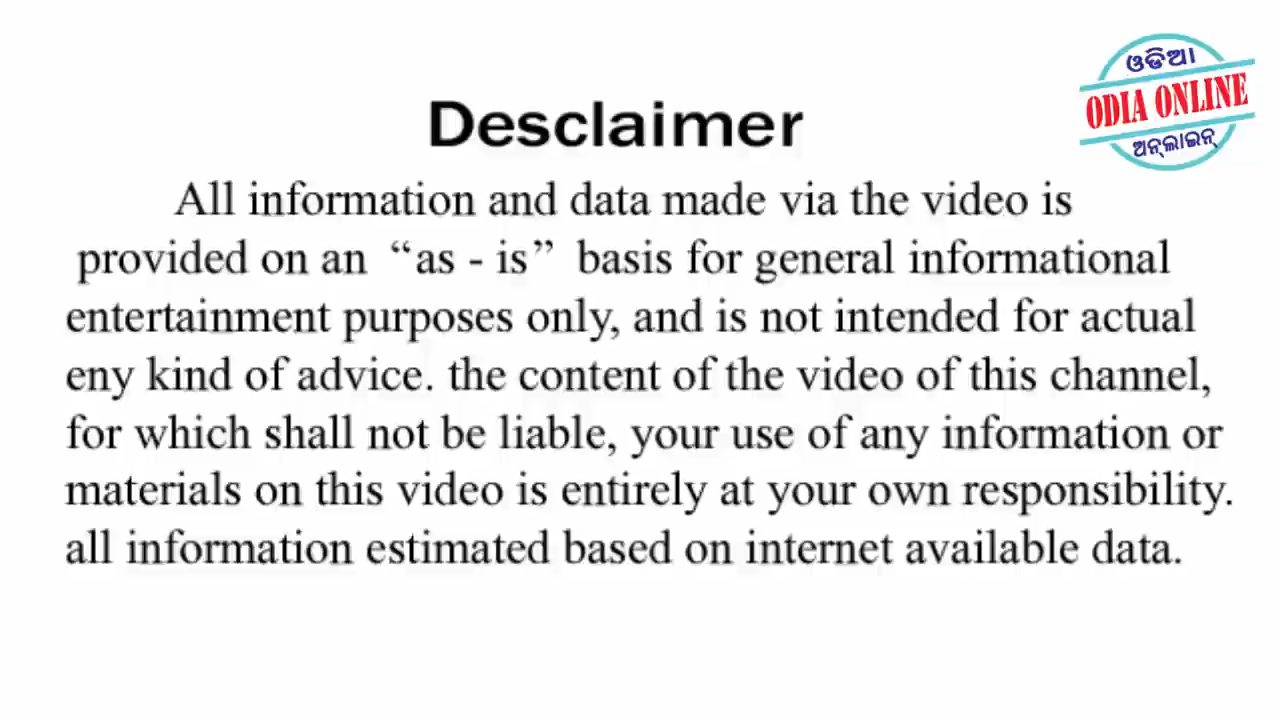 ଓଡିଆ
ODIA ONLINE
ଅନ୍‌ଲାଇନ୍
Desclaimer
All information and data made via the video is
provided on an “as - is” basis for general informational
entertainment purposes only, and is not intended for actual
eny kind of advice. the content of the video of this channel,
for which shall not be liable, your use of any information or
materials on this video is entirely at your own responsibility.
all information estimated based on internet available data.